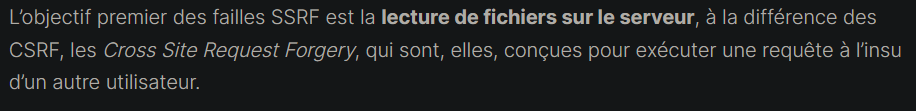 L’objectif premier des failles SSRF est la lecture de fichiers sur le serveur, à la différence des
CSRF, les Cross Site Request Forgery, qui sont, elles, conçues pour exécuter une requête à l’insu
d’un autre utilisateur.